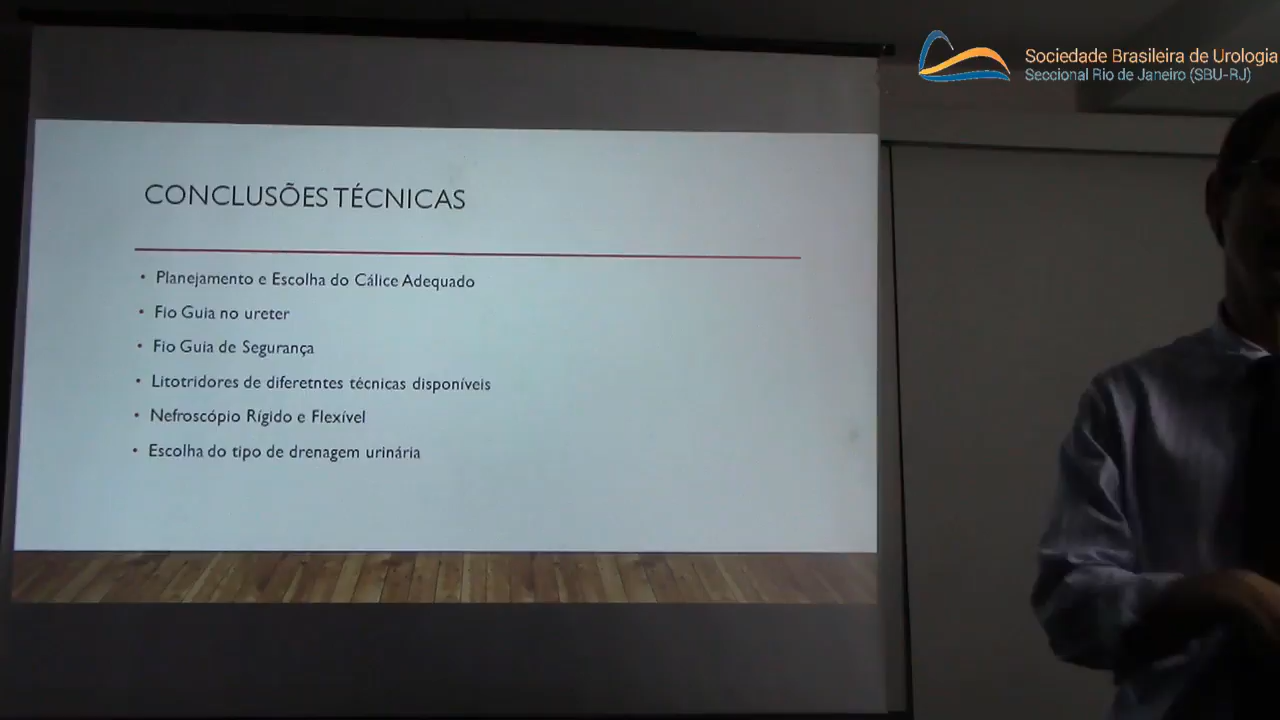 Sociedade Brasileira de Urologia
Seccional Rio de Janeiro (SBU-RJ)
CONCLUSÕES TÉCNICAS
• Planejamento e Escolha do Cálice Adequado
• Fio Guia no ureter
• Fio Guia de Segurança
• Litotridores de diferetntes técnicas disponíveis
• Nefroscópio Rígido e Flexível
• Escolha do tipo de drenagem urinária